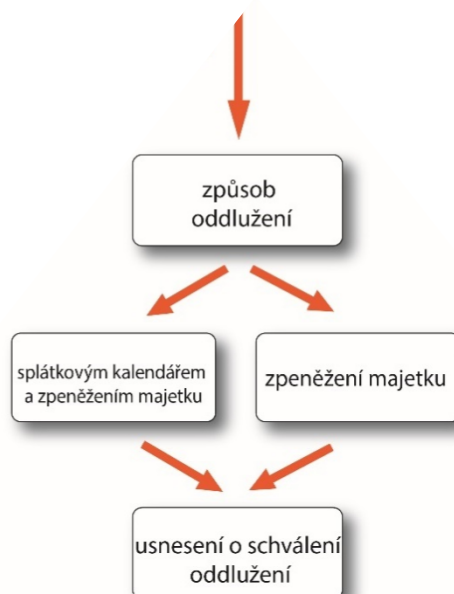 způsob
oddlužení
splátkovým kalendářem
a zpeněžením majetku
zpeněžení majetku
usnesení o schválení
oddlužení